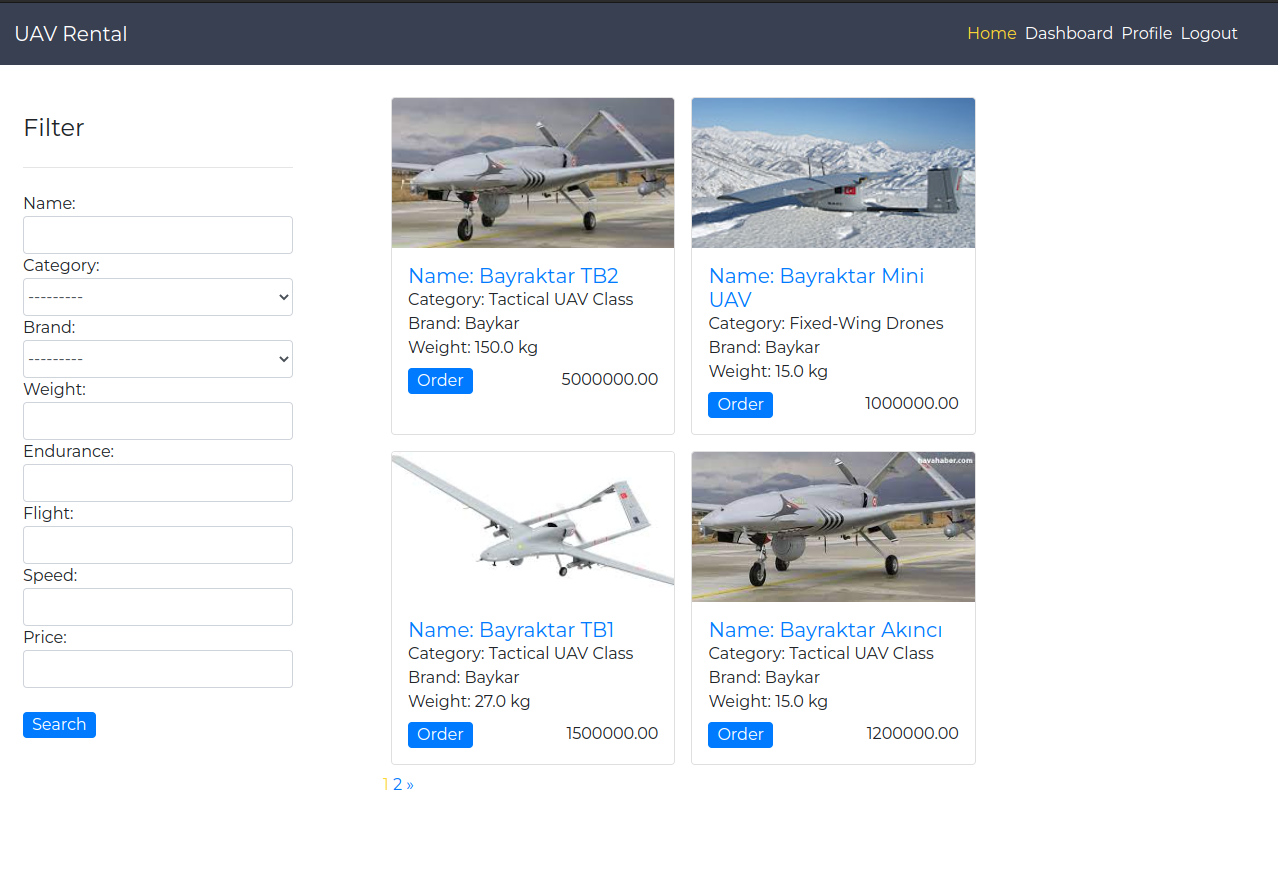 UAV Rental
Home Dashboard Profile Logout
Filter
Name:
Category:
---------
Brand:
---------
Weight:
Endurance:
Flight:
Speed:
Price:
Search
Name: Bayraktar TB2
Category: Tactical UAV Class
Brand: Baykar
Weight: 150.0 kg
Order 5000000.00
Name: Bayraktar Mini
UAV
Category: Fixed-Wing Drones
Brand: Baykar
Weight: 15.0 kg
Order 1000000.00
Name: Bayraktar TB1
Category: Tactical UAV Class
Brand: Baykar
Weight: 27.0 kg
Order 1500000.00
havahaber.com
Name: Bayraktar Akıncı
Category: Tactical UAV Class
Brand: Baykar
Weight: 15.0 kg
Order 1200000.00
1 2 »